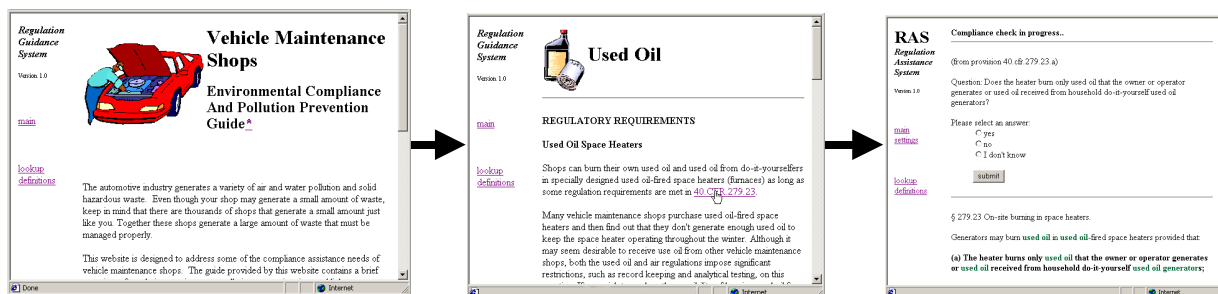 Regulation
Guidance
System
Version 1.0
main
lookup
definitions
Vehicle Maintenance
Shops
Environmental Compliance
And Pollution Prevention
Guide*
The automotive industry generates a variety of air and water pollution and solid
hazardous waste. Even though your shop may generate a small amount of waste,
keep in mind that there are thousands of shops that generate a small amount just
like you. Together these shops generate a large amount of waste that must be
managed properly.
This website is designed to address some of the compliance assistance needs of
vehicle maintenance shops. The guide provided by this website contains a brief
Done
Internet
Regulation
Guidance
System
Version 1.0
main
lookup
definitions
Used Oil
REGULATORY REQUIREMENTS
Used Oil Space Heaters
Shops can burn their own used oil and used oil from do-it-yourselfers
in specially designed used oil-fired space heaters (furnaces) as long as
some regulation requirements are met in 40.CFR.279.23.
Many vehicle maintenance shops purchase used oil-fired space
heaters and then find out that they don't generate enough used oil to
keep the space heater operating throughout the winter. Although it
may seem desirable to receive use oil from other vehicle maintenance
shops, both the used oil and air regulations impose significant
restrictions, such as record keeping and analytical testing, on this
Internet
RAS
Regulation
Assistance
System
Version 1.0
main
settings
lookup
definitions
Compliance check in progress..
(from provision 40.cfr.279.23.a)
Question: Does the heater burn only used oil that the owner or operator
generates or used oil received from household do-it-yourself used oil
generators?
Please select an answer:
yes
no
I don't know
submit
§ 279.23 On-site burning in space heaters.
Generators may burn used oil in used oil-fired space heaters provided that:
(a) The heater burns only used oil that the owner or operator generates
or used oil received from household do-it-yourself used oil generators;
Internet